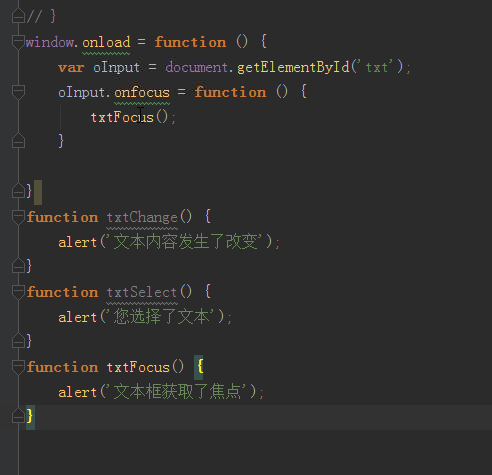 // }
window.onload = function () {
    var oInput = document.getElementById('txt');
    oInput.onfocus = function () {
        txtFocus();
    }
}
function txtChange() {
    alert('文本内容发生了改变');
}
function txtSelect() {
    alert('您选择了文本');
}
function txtFocus() {
    alert('文本框获取了焦点');
}